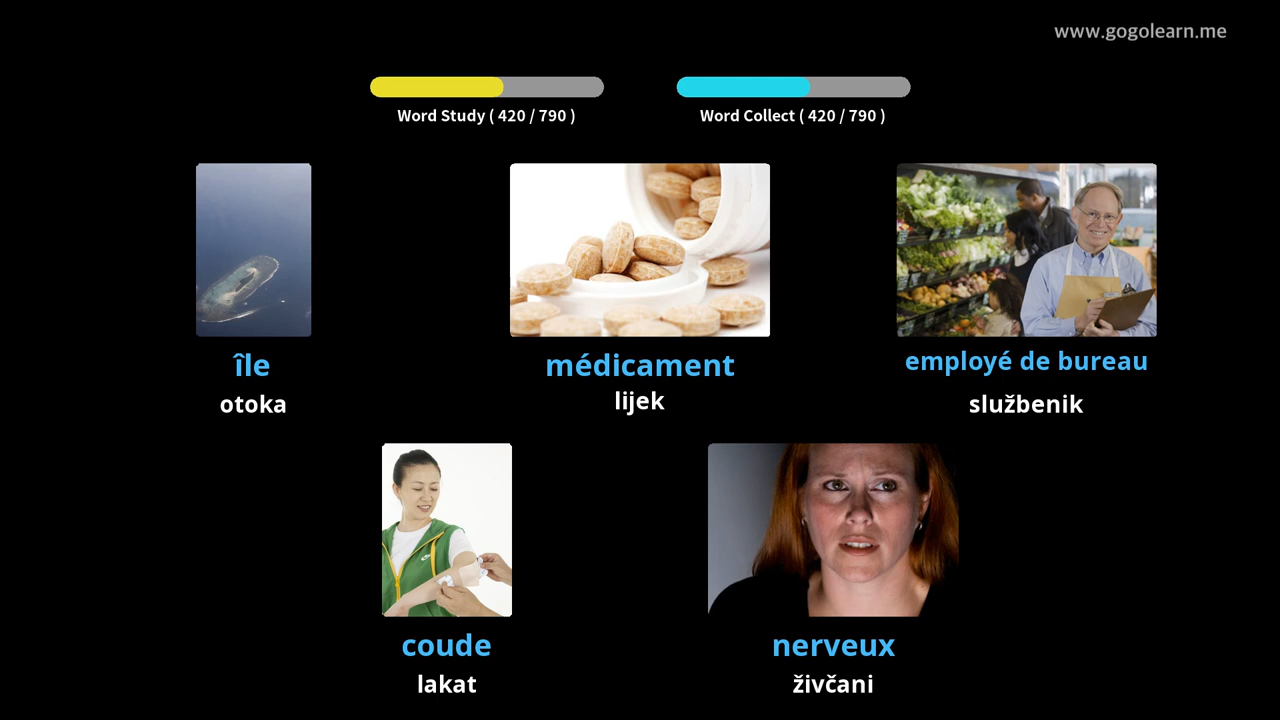 www.gogolearn.me
Word Study ( 420 / 790 )
Word Collect ( 420 / 790 )
île
otoka
médicament
lijek
employé de bureau
službenik
coude
lakat
nerveux
živčani